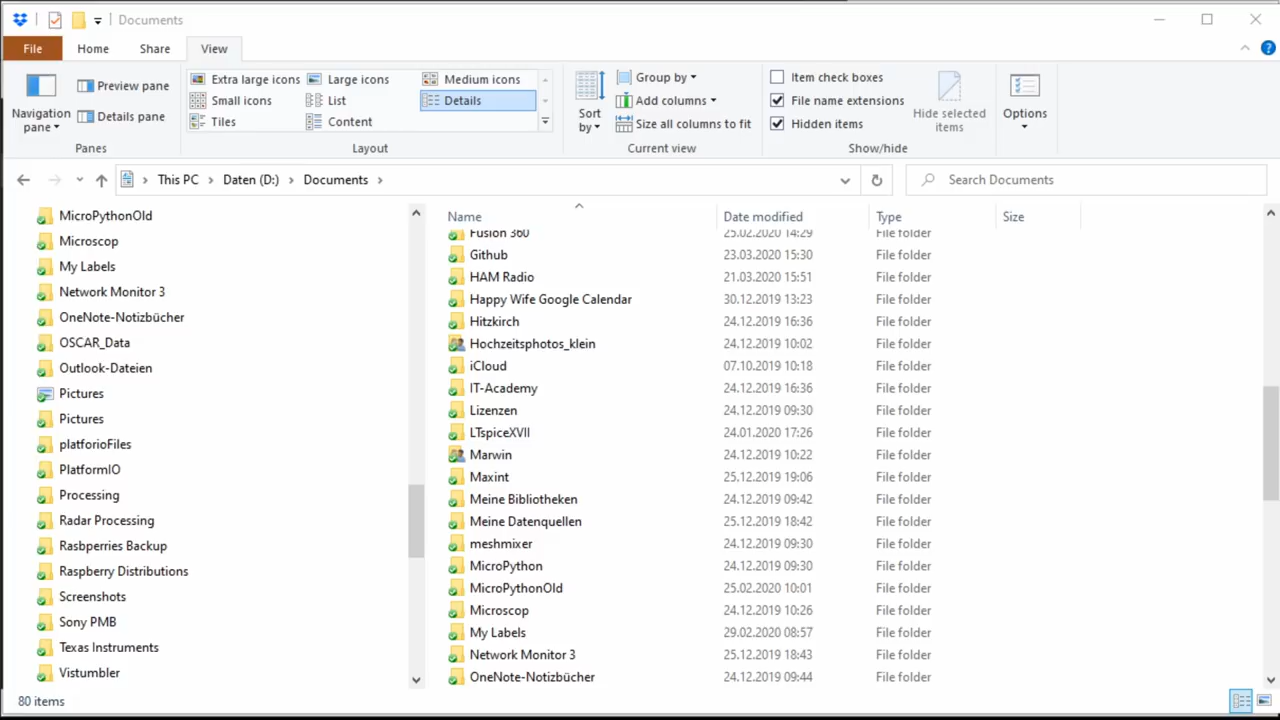 Documents
File Home Share View
Navigation pane
Preview pane
Details pane
Panes
Extra large icons Large icons Medium icons
Small icons List Details
Tiles Content
Layout
Sort by
Group by
Add columns
Size all columns to fit
Current view
Item check boxes
File name extensions
Hidden items
Hide selected items
Show/hide
Options
This PC > Daten (D:) > Documents >
Search Documents
MicroPythonOld
Microscop
My Labels
Network Monitor 3
OneNote-Notizbücher
OSCAR_Data
Outlook-Dateien
Pictures
Pictures
platforioFiles
PlatformIO
Processing
Radar Processing
Rasbperries Backup
Raspberry Distributions
Screenshots
Sony PMB
Texas Instruments
Vistumbler
Name Date modified Type Size
Fusion 360 25.02.2020 14:29 File folder
Github 23.03.2020 15:30 File folder
HAM Radio 21.03.2020 15:51 File folder
Happy Wife Google Calendar 30.12.2019 13:23 File folder
Hitzkirch 24.12.2019 16:36 File folder
Hochzeitsphotos_klein 24.12.2019 10:02 File folder
iCloud 07.10.2019 10:18 File folder
IT-Academy 24.12.2019 16:36 File folder
Lizenzen 24.12.2019 09:30 File folder
LTspiceXVII 24.01.2020 17:26 File folder
Marwin 24.12.2019 10:22 File folder
Maxint 25.12.2019 19:06 File folder
Meine Bibliotheken 24.12.2019 09:42 File folder
Meine Datenquellen 25.12.2019 18:42 File folder
meshmixer 24.12.2019 09:30 File folder
MicroPython 24.12.2019 09:30 File folder
MicroPythonOld 25.02.2020 10:01 File folder
Microscop 24.12.2019 10:26 File folder
My Labels 29.02.2020 08:57 File folder
Network Monitor 3 25.12.2019 18:43 File folder
OneNote-Notizbücher 24.12.2019 09:44 File folder
80 items